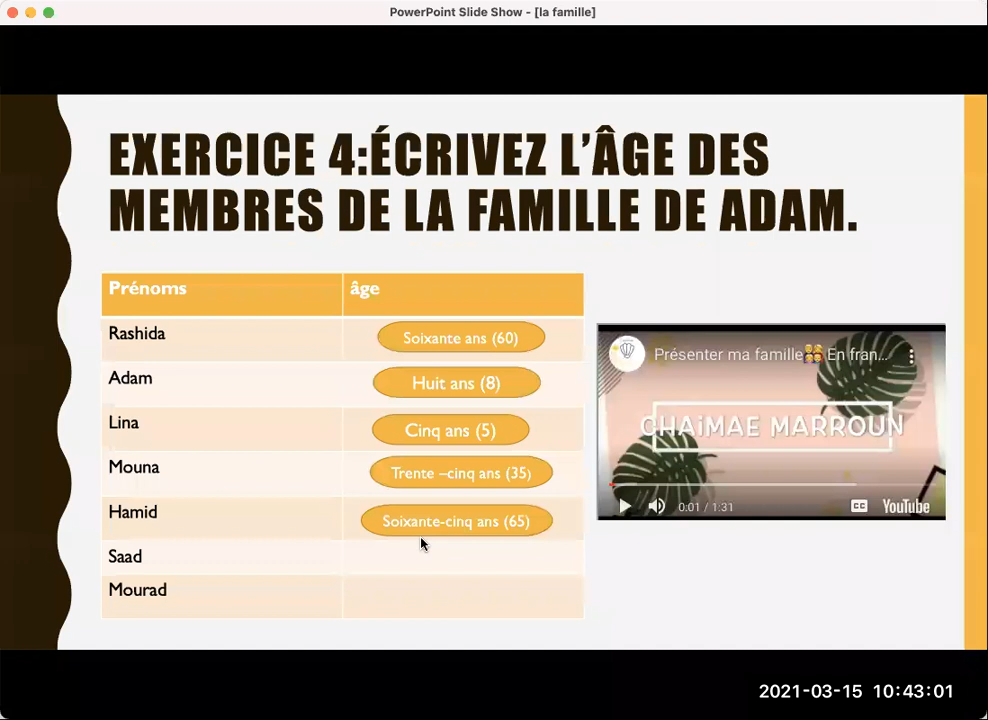 PowerPoint Slide Show - [la famille]
EXERCICE 4:ÉCRIVEZ L’ÂGE DES
MEMBRES DE LA FAMILLE DE ADAM.
Prénoms âge
Rashida Soixante ans (60)
Adam Huit ans (8)
Lina Cinq ans (5)
Mouna Trente –cinq ans (35)
Hamid Soixante-cinq ans (65)
Saad
Mourad
Présenter ma famille👨‍👩‍👧‍👦 En fran...
CHAiMAE MARROUN
0:01 / 1:31 CC YouTube
2021-03-15 10:43:01